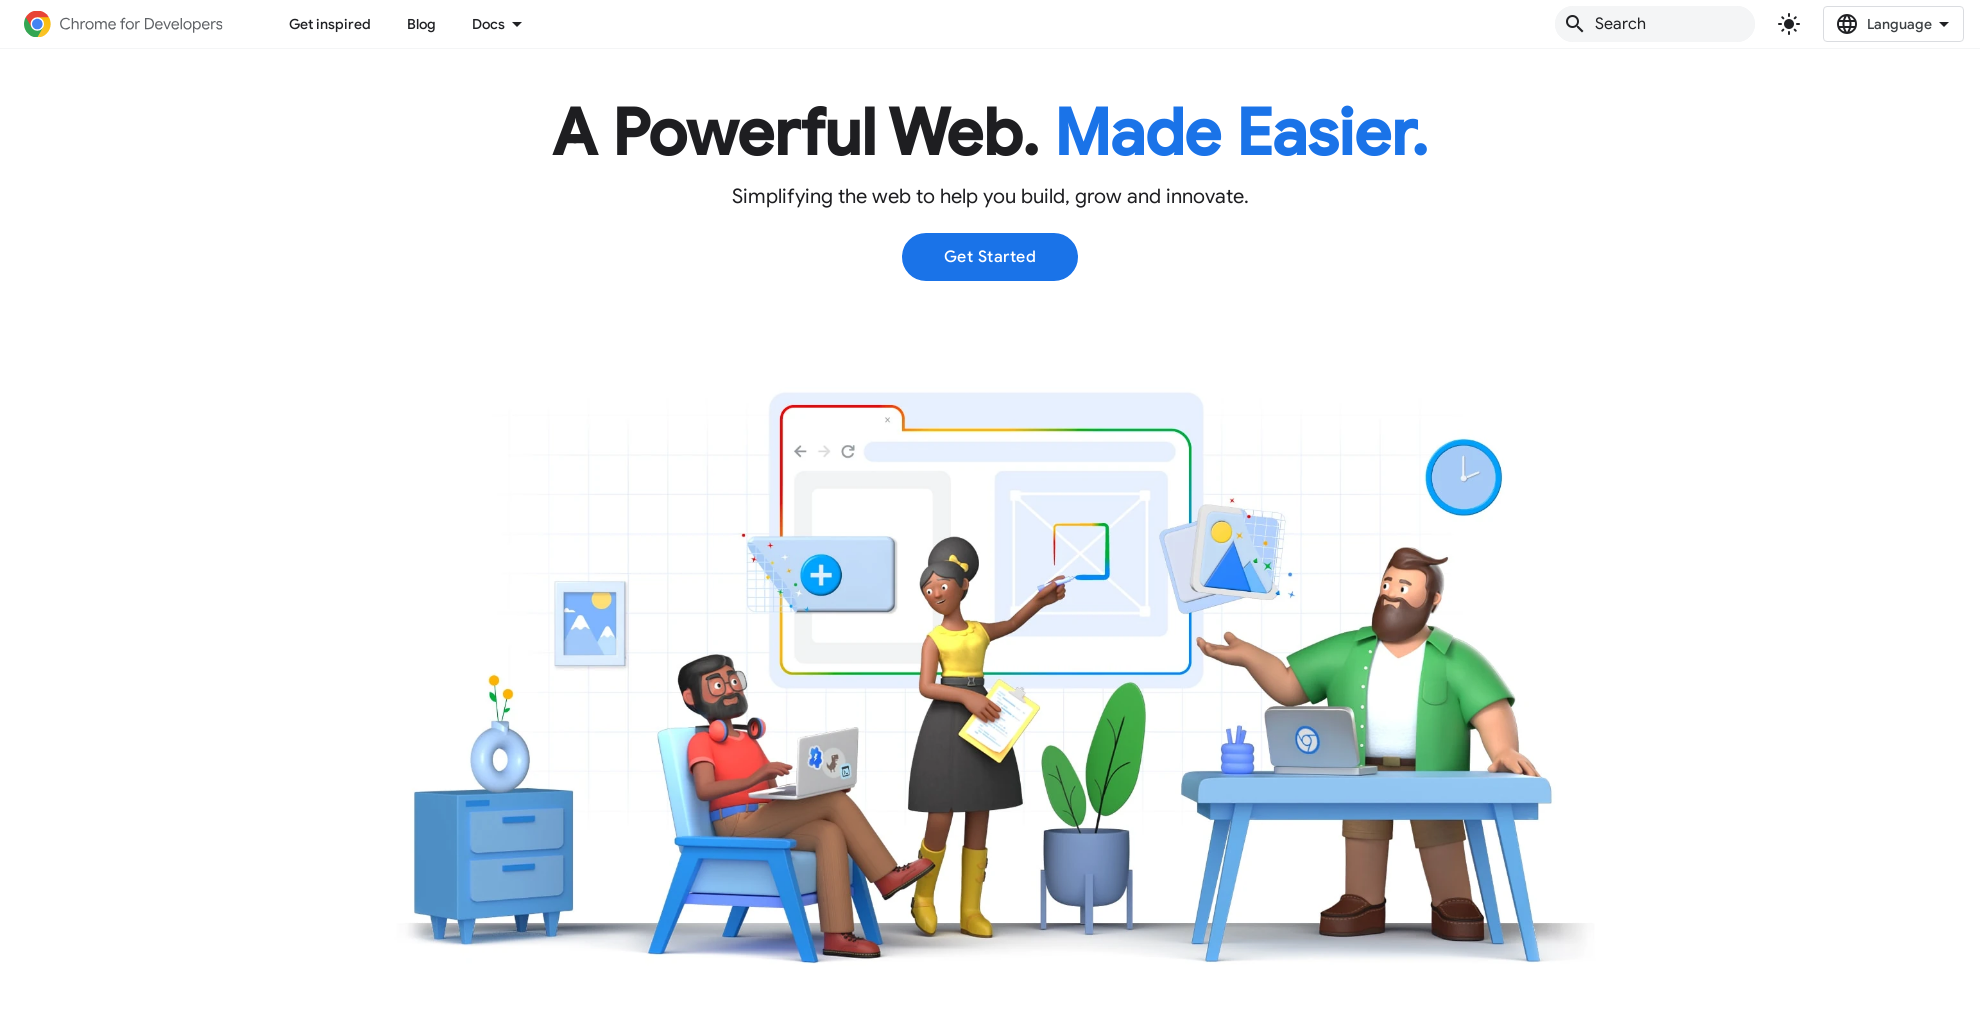 Chrome for Developers
Get inspired
Blog
Docs
Search
Language
A Powerful Web. Made Easier.
Simplifying the web to help you build, grow and innovate.
Get Started